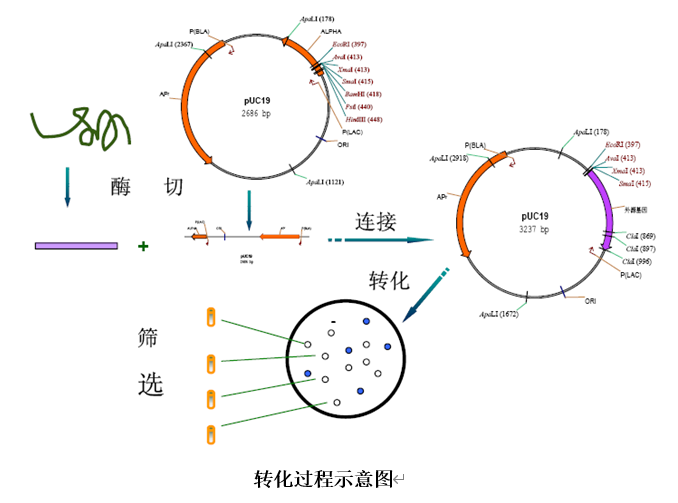 ApaLI (178)
P(BLA)
ALPHA
ApaLI (2367)
EcoRI (397)
AvaI (413)
XmaI (413)
SmaI (415)
BamHI (418)
PstI (440)
HindIII (448)
APr
pUC19
2686 bp
P(LAC)
ORI
ApaLI (1121)
酶 切
ApaLI (178)
P(BLA)
EcoRI (397)
ApaLI (2918)
AvaI (413)
XmaI (413)
SmaI (415)
APr
pUC19
3237 bp
外源基因
ClaI (869)
ClaI (897)
ClaI (996)
P(LAC)
ORI
ApaLI (1672)
+
pUC19
连接
转化
筛
选
-
转化过程示意图